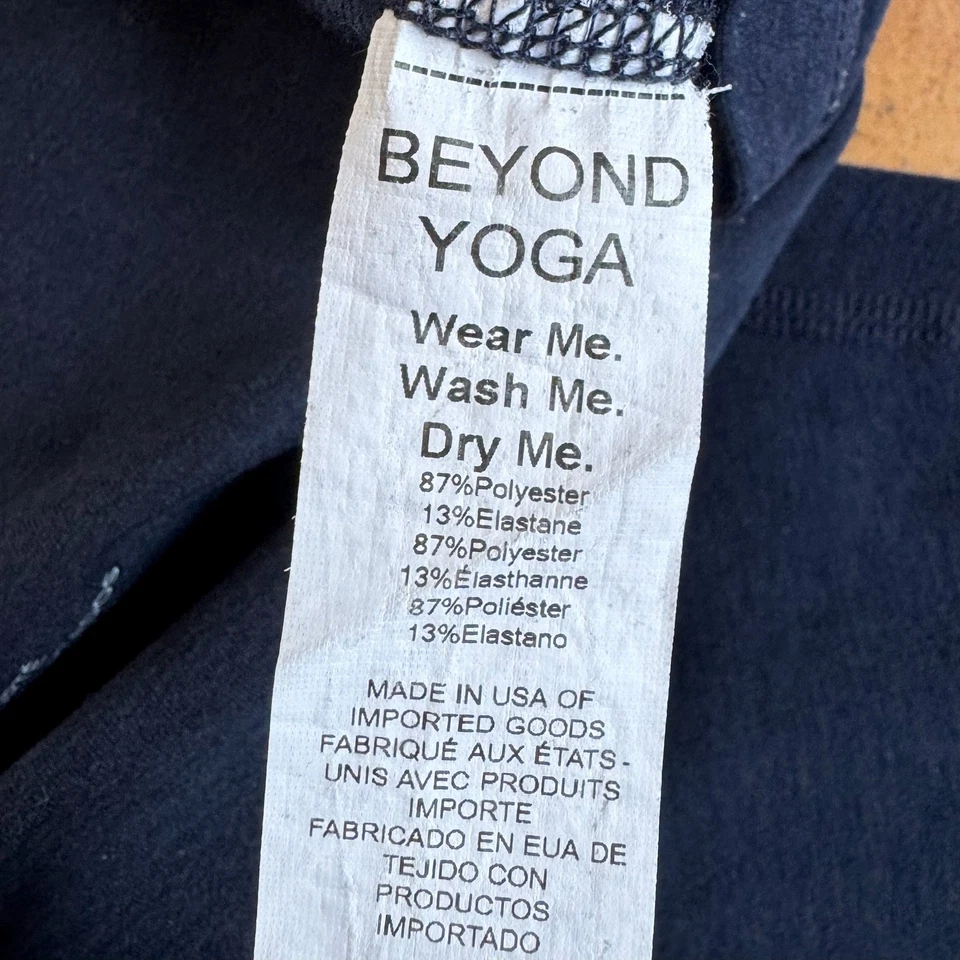 BEYOND
YOGA
Wear Me.
Wash Me.
Dry Me.
87%Polyester
13%Elastane
87%Polyester
13%Élasthanne
87%Poliéster
13%Elastano
MADE IN USA OF
IMPORTED GOODS
FABRIQUÉ AUX ÉTATS-
UNIS AVEC PRODUITS
IMPORTE
FABRICADO EN EUA DE
TEJIDO CON
PRODUCTOS
IMPORTADO